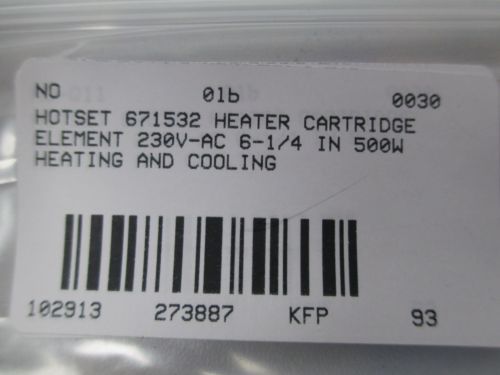 NO 01b 0030
HOTSET 671532 HEATER CARTRIDGE
ELEMENT 230V-AC 6-1/4 IN 500W
HEATING AND COOLING
102913 273887 KFP 93